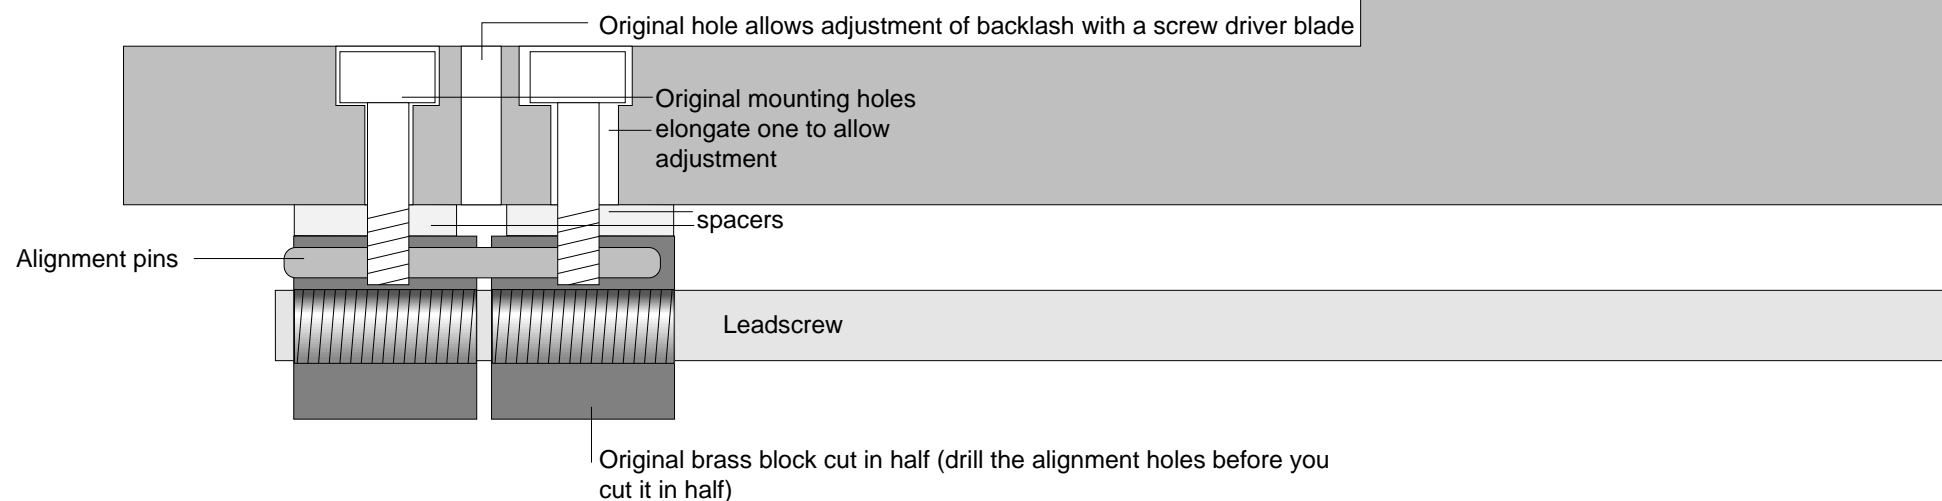 Original hole allows adjustment of backlash with a screw driver blade
Original mounting holes
elongate one to allow
adjustment
spacers
Alignment pins
Leadscrew
Original brass block cut in half (drill the alignment holes before you
cut it in half)